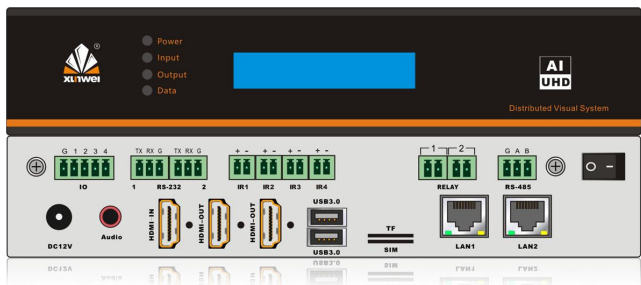 ®
XUNWEI
Power
Input
Output
Data
AI
UHD
Distributed Visual System
G 1 2 3 4
IO
TX RX G TX RX G
1 RS-232 2
+ - + - + - + -
IR1 IR2 IR3 IR4
1 2
RELAY
G A B
RS-485
O -
DC12V
Audio
HDMI-IN
HDMI-OUT
HDMI-OUT
USB3.0
USB3.0
TF
SIM
LAN1
LAN2